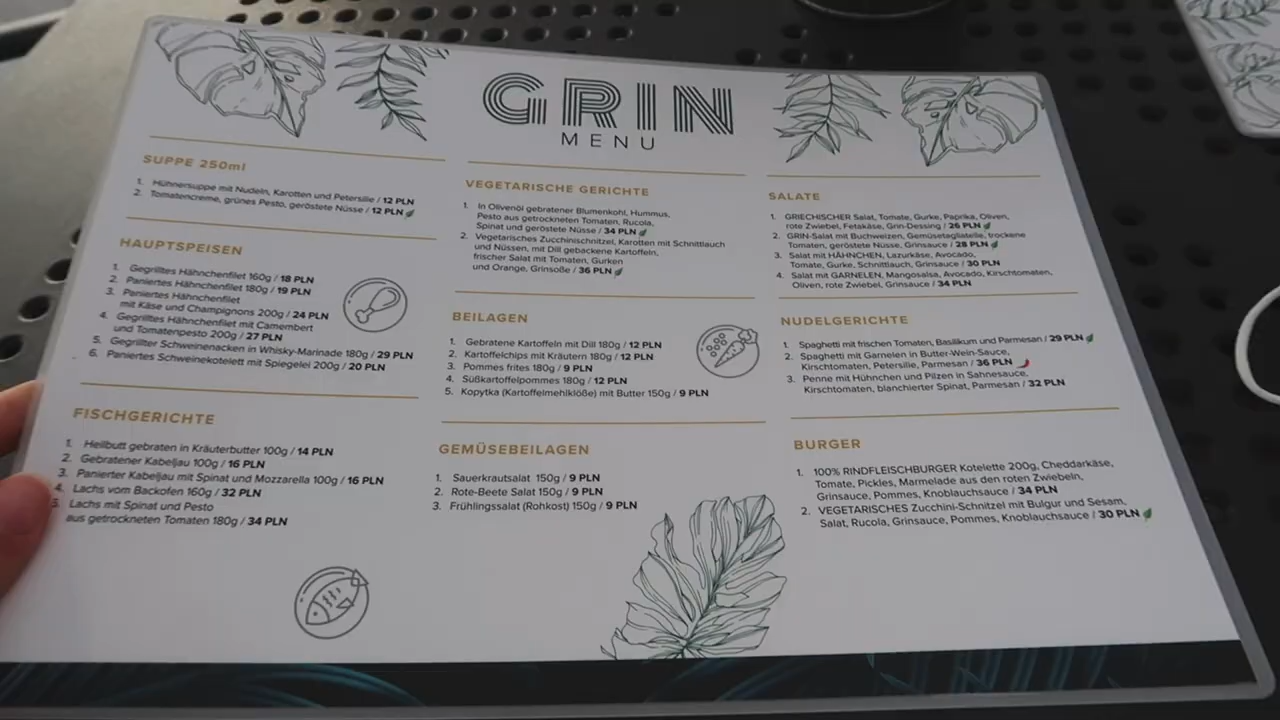 GRIN
MENU
SUPPE 250ml
1. Hühnersuppe mit Nudeln, Karotten und Petersilie / 12 PLN
2. Tomatencreme, grünes Pesto, geröstete Nüsse / 12 PLN
HAUPTSPEISEN
1. Gegrilltes Hähnchenfilet 160g / 18 PLN
2. Paniertes Hähnchenfilet 180g / 19 PLN
3. Paniertes Hähnchenfilet
mit Käse und Champignons 200g / 24 PLN
4. Gegrilltes Hähnchenfilet mit Camembert
und Tomatenpesto 200g / 27 PLN
5. Gegrillter Schweinenacken in Whisky-Marinade 180g / 29 PLN
6. Paniertes Schweinekotelett mit Spiegelei 200g / 20 PLN
FISCHGERICHTE
1. Heilbutt gebraten in Kräuterbutter 100g / 14 PLN
2. Gebratener Kabeljau 100g / 16 PLN
3. Panierter Kabeljau mit Spinat und Mozzarella 100g / 16 PLN
4. Lachs vom Backofen 160g / 32 PLN
5. Lachs mit Spinat und Pesto
aus getrockneten Tomaten 180g / 34 PLN
VEGETARISCHE GERICHTE
1. In Olivenöl gebratener Blumenkohl, Hummus,
Pesto aus getrockneten Tomaten, Rucola,
Spinat und geröstete Nüsse / 34 PLN
2. Vegetarisches Zucchinischnitzel, Karotten mit Schnittlauch
und Nüssen, mit Dill gebackene Kartoffeln,
frischer Salat mit Tomaten, Gurken
und Orange, Grinsoße / 36 PLN
BEILAGEN
1. Gebratene Kartoffeln mit Dill 180g / 12 PLN
2. Kartoffelchips mit Kräutern 180g / 12 PLN
3. Pommes frites 180g / 9 PLN
4. Süßkartoffelpommes 180g / 12 PLN
5. Kopytka (Kartoffelmehlklöße) mit Butter 150g / 9 PLN
GEMÜSEBEILAGEN
1. Sauerkrautsalat 150g / 9 PLN
2. Rote-Beete Salat 150g / 9 PLN
3. Frühlingssalat (Rohkost) 150g / 9 PLN
SALATE
1. GRIECHISCHER Salat, Tomate, Gurke, Paprika, Oliven,
rote Zwiebel, Fetakäse, Grin-Dessing / 26 PLN
2. GRIN-Salat mit Buchweizen, Gemüsetagliatelle, trockene
Tomaten, geröstete Nüsse, Grinsauce / 28 PLN
3. Salat mit HÄHNCHEN, Lazurkäse, Avocado,
Tomate, Gurke, Schnittlauch, Grinsauce / 30 PLN
4. Salat mit GARNELEN, Mangosalsa, Avocado, Kirschtomaten,
Oliven, rote Zwiebel, Grinsauce / 34 PLN
NUDELGERICHTE
1. Spaghetti mit frischen Tomaten, Basilikum und Parmesan / 29 PLN
2. Spaghetti mit Garnelen in Butter-Wein-Sauce,
Kirschtomaten, Petersilie, Parmesan / 36 PLN
3. Penne mit Hühnchen und Pilzen in Sahnesauce,
Kirschtomaten, blanchierter Spinat, Parmesan / 32 PLN
BURGER
1. 100% RINDFLEISCHBURGER Kotelette 200g, Cheddarkäse,
Tomate, Pickles, Marmelade aus den roten Zwiebeln,
Grinsauce, Pommes, Knoblauchsauce / 34 PLN
2. VEGETARISCHES Zucchini-Schnitzel mit Bulgur und Sesam,
Salat, Rucola, Grinsauce, Pommes, Knoblauchsauce / 30 PLN